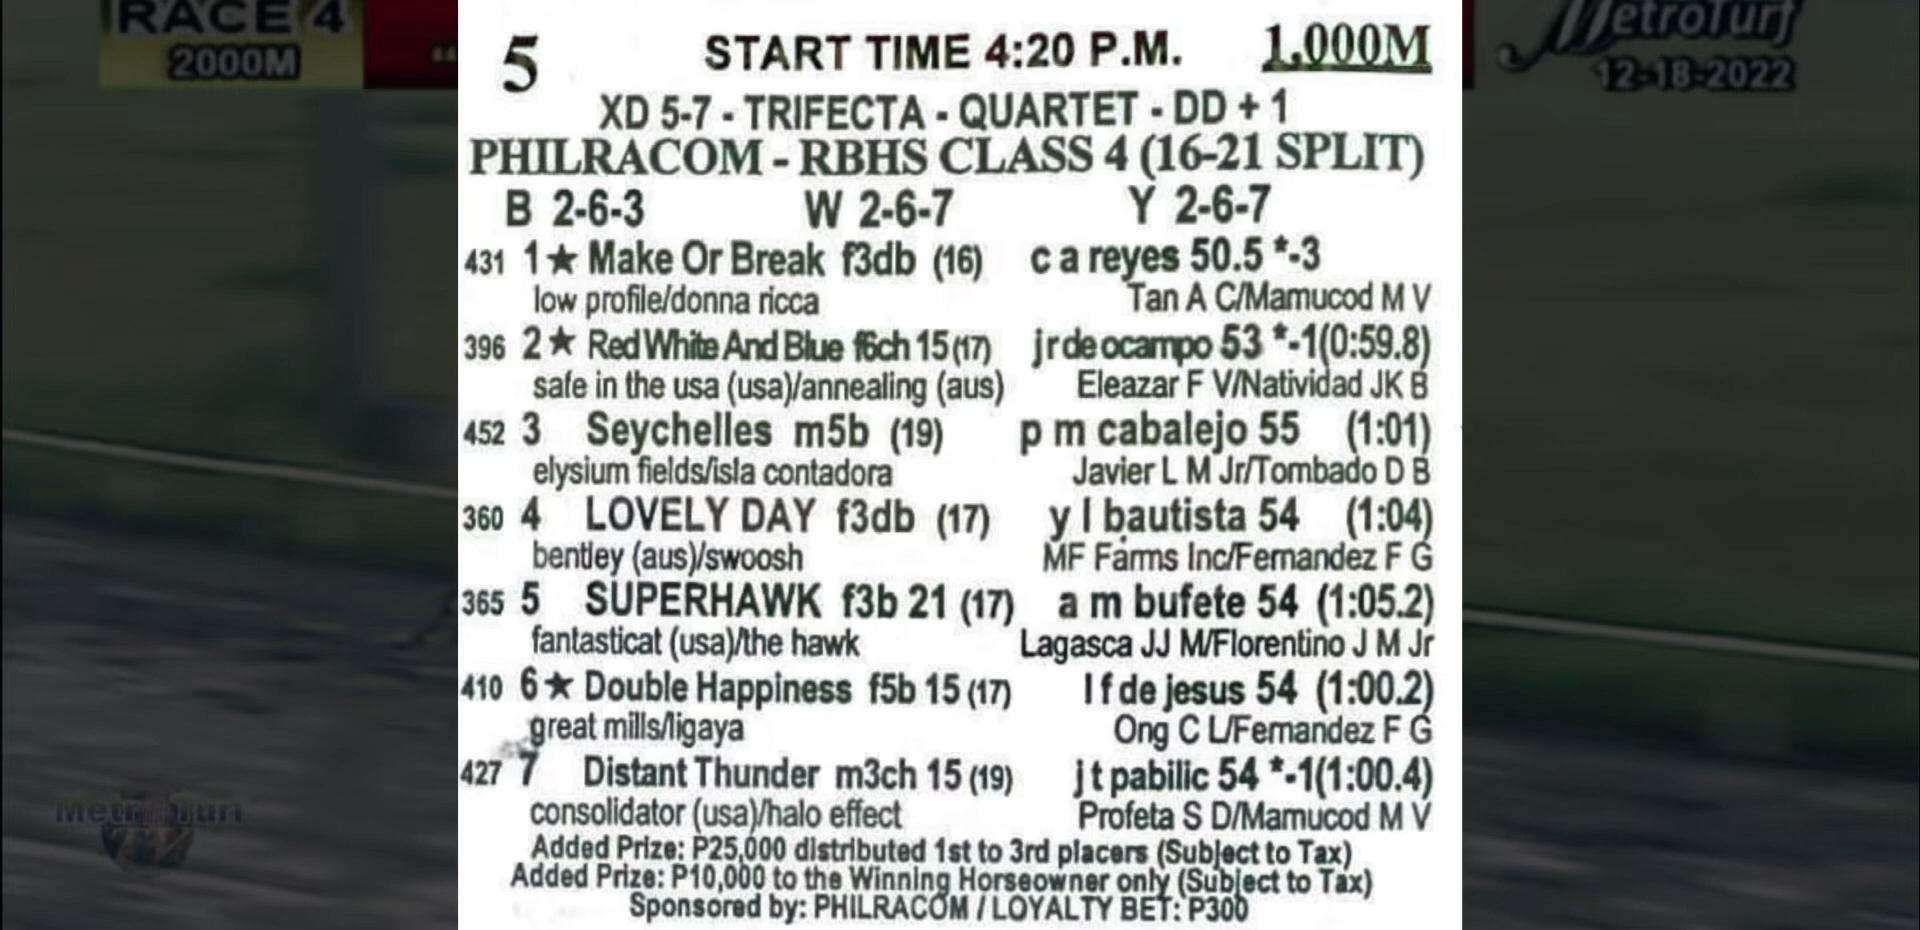 RACE 4
2000M
MetroTurf
12-18-2022
5 START TIME 4:20 P.M. 1,000M
XD 5-7 - TRIFECTA - QUARTET - DD + 1
PHILRACOM - RBHS CLASS 4 (16-21 SPLIT)
B 2-6-3 W 2-6-7 Y 2-6-7
431 1★ Make Or Break f3db (16) c a reyes 50.5 *-3
low profile/donna ricca Tan A C/Mamucod M V
396 2★ Red White And Blue f6ch 15 (17) j r de ocampo 53 *-1(0:59.8)
safe in the usa (usa)/annealing (aus) Eleazar F V/Natividad JK B
452 3 Seychelles m5b (19) p m cabalejo 55 (1:01)
elysium fields/isla contadora Javier L M Jr/Tombado D B
360 4 LOVELY DAY f3db (17) y l bautista 54 (1:04)
bentley (aus)/swoosh MF Farms Inc/Fernandez F G
365 5 SUPERHAWK f3b 21 (17) a m bufete 54 (1:05.2)
fantasticat (usa)/the hawk Lagasca JJ M/Florentino J M Jr
410 6★ Double Happiness f5b 15 (17) l f de jesus 54 (1:00.2)
great mills/ligaya Ong C L/Fernandez F G
427 7 Distant Thunder m3ch 15 (19) j t pabilic 54 *-1(1:00.4)
consolidator (usa)/halo effect Profeta S D/Mamucod M V
Added Prize: P25,000 distributed 1st to 3rd placers (Subject to Tax)
Added Prize: P10,000 to the Winning Horseowner only (Subject to Tax)
Sponsored by: PHILRACOM / LOYALTY BET: P300
MetroTurf